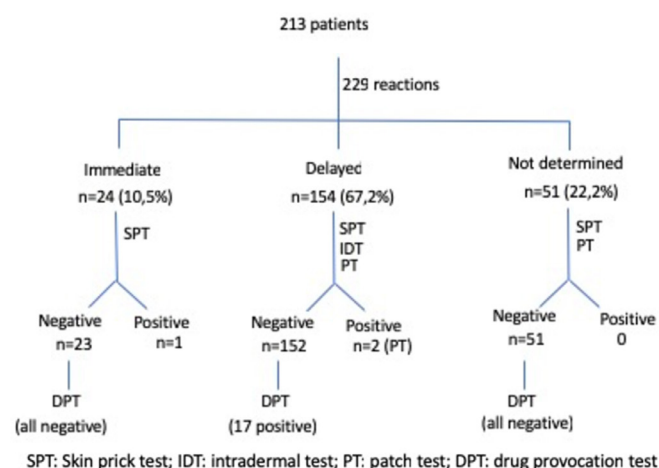 213 patients
229 reactions
Immediate
n=24 (10,5%)
SPT
Negative
n=23
Positive
n=1
DPT
(all negative)
Delayed
n=154 (67,2%)
SPT
IDT
PT
Negative
n=152
Positive
n=2 (PT)
DPT
(17 positive)
Not determined
n=51 (22,2%)
SPT
PT
Negative
n=51
Positive
0
DPT
(all negative)
SPT: Skin prick test; IDT: intradermal test; PT: patch test; DPT: drug provocation test